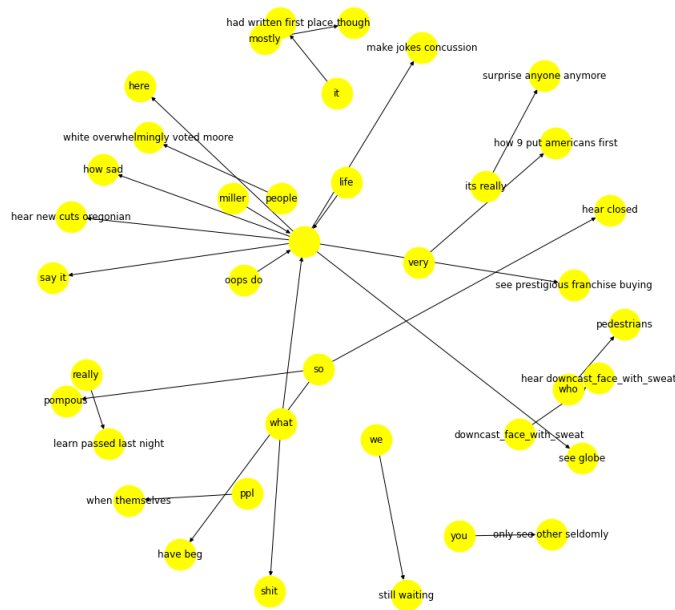 had written first place
though
mostly
make jokes concussion
surprise anyone anymore
here
it
white overwhelmingly voted moore
how 9 put americans first
how sad
life
its really
miller
people
hear new cuts oregonian
hear closed
very
say it
oops do
see prestigious franchise buying
pedestrians
so
really
hear downcast_face_with_sweat
who
pompous
what
downcast_face_with_sweat
we
learn passed last night
see globe
ppl
when themselves
you
only see other seldomly
have beg
shit
still waiting